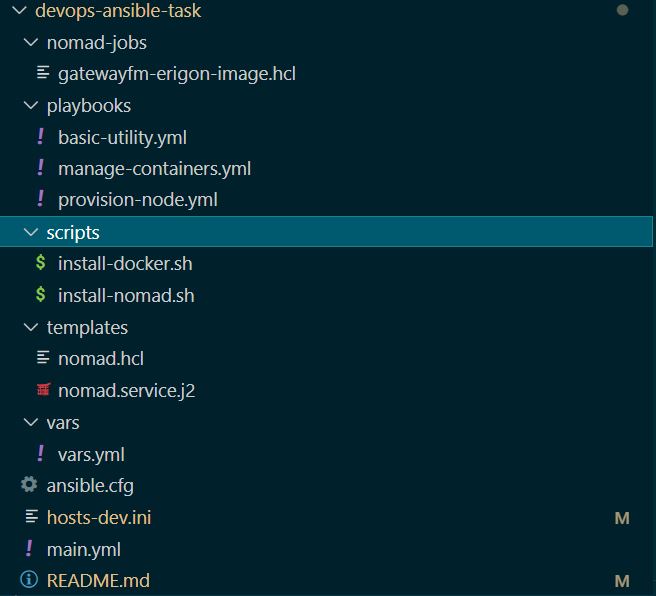 devops-ansible-task
nomad-jobs
gatewayfm-erigon-image.hcl
playbooks
! basic-utility.yml
! manage-containers.yml
! provision-node.yml
scripts
$ install-docker.sh
$ install-nomad.sh
templates
nomad.hcl
nomad.service.j2
vars
! vars.yml
ansible.cfg
hosts-dev.ini M
! main.yml
README.md M